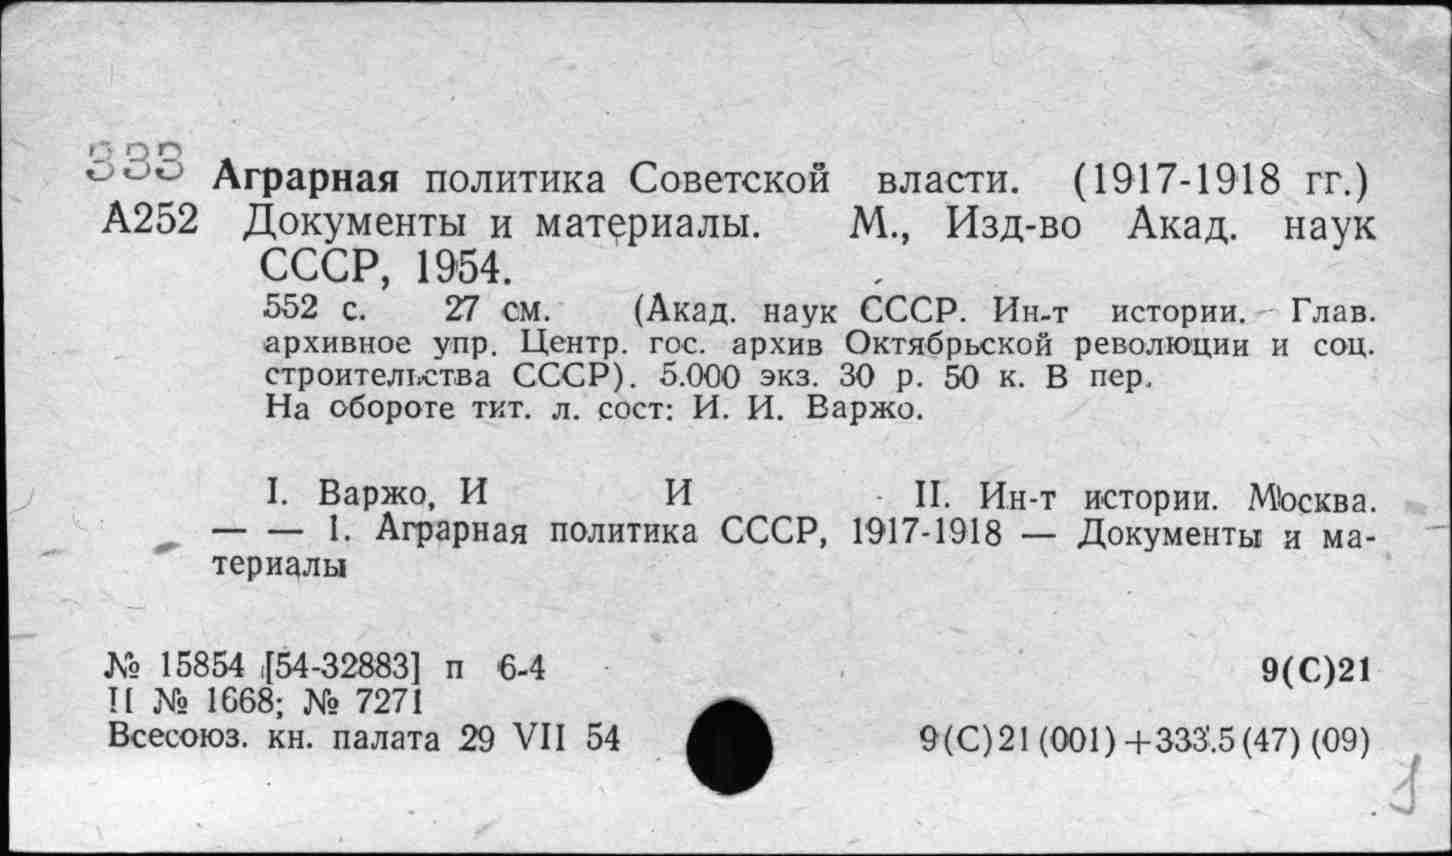 333 Аграрная политика Советской власти. (1917-1918 гг.)
А252 Документы и материалы. М., Изд-во Акад. наук
СССР, 1954.
552 с. 27 см. (Акад. наук СССР. Ин-т истории. Глав.
архивное упр. Центр. гос. архив Октябрьской революции и соц.
строительства СССР). 5.000 экз. 30 р. 50 к. В пер.
На обороте тит. л. сост: И. И. Варжо.
I. Варжо, И И II. Ин-т истории. Москва.
— — 1. Аграрная политика СССР, 1917-1918 — Документы и ма-
териалы
№ 15854 [54-32883] п 6-4 9(С)21
II № 1668; № 7271
Всесоюз. кн. палата 29 VII 54 9(С)21(001)+333.5(47)(09)